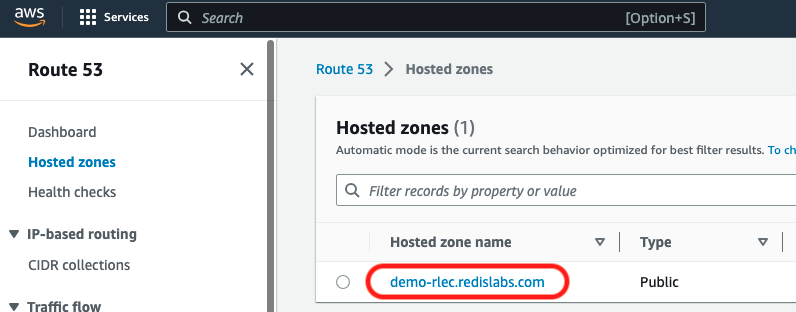 aws
Services
Search
[Option+S]
Route 53
Dashboard
Hosted zones
Health checks
IP-based routing
CIDR collections
Traffic flow
Route 53 > Hosted zones
Hosted zones (1)
Automatic mode is the current search behavior optimized for best filter results. To ch
Filter records by property or value
Hosted zone name
Type
demo-rlec.redislabs.com
Public